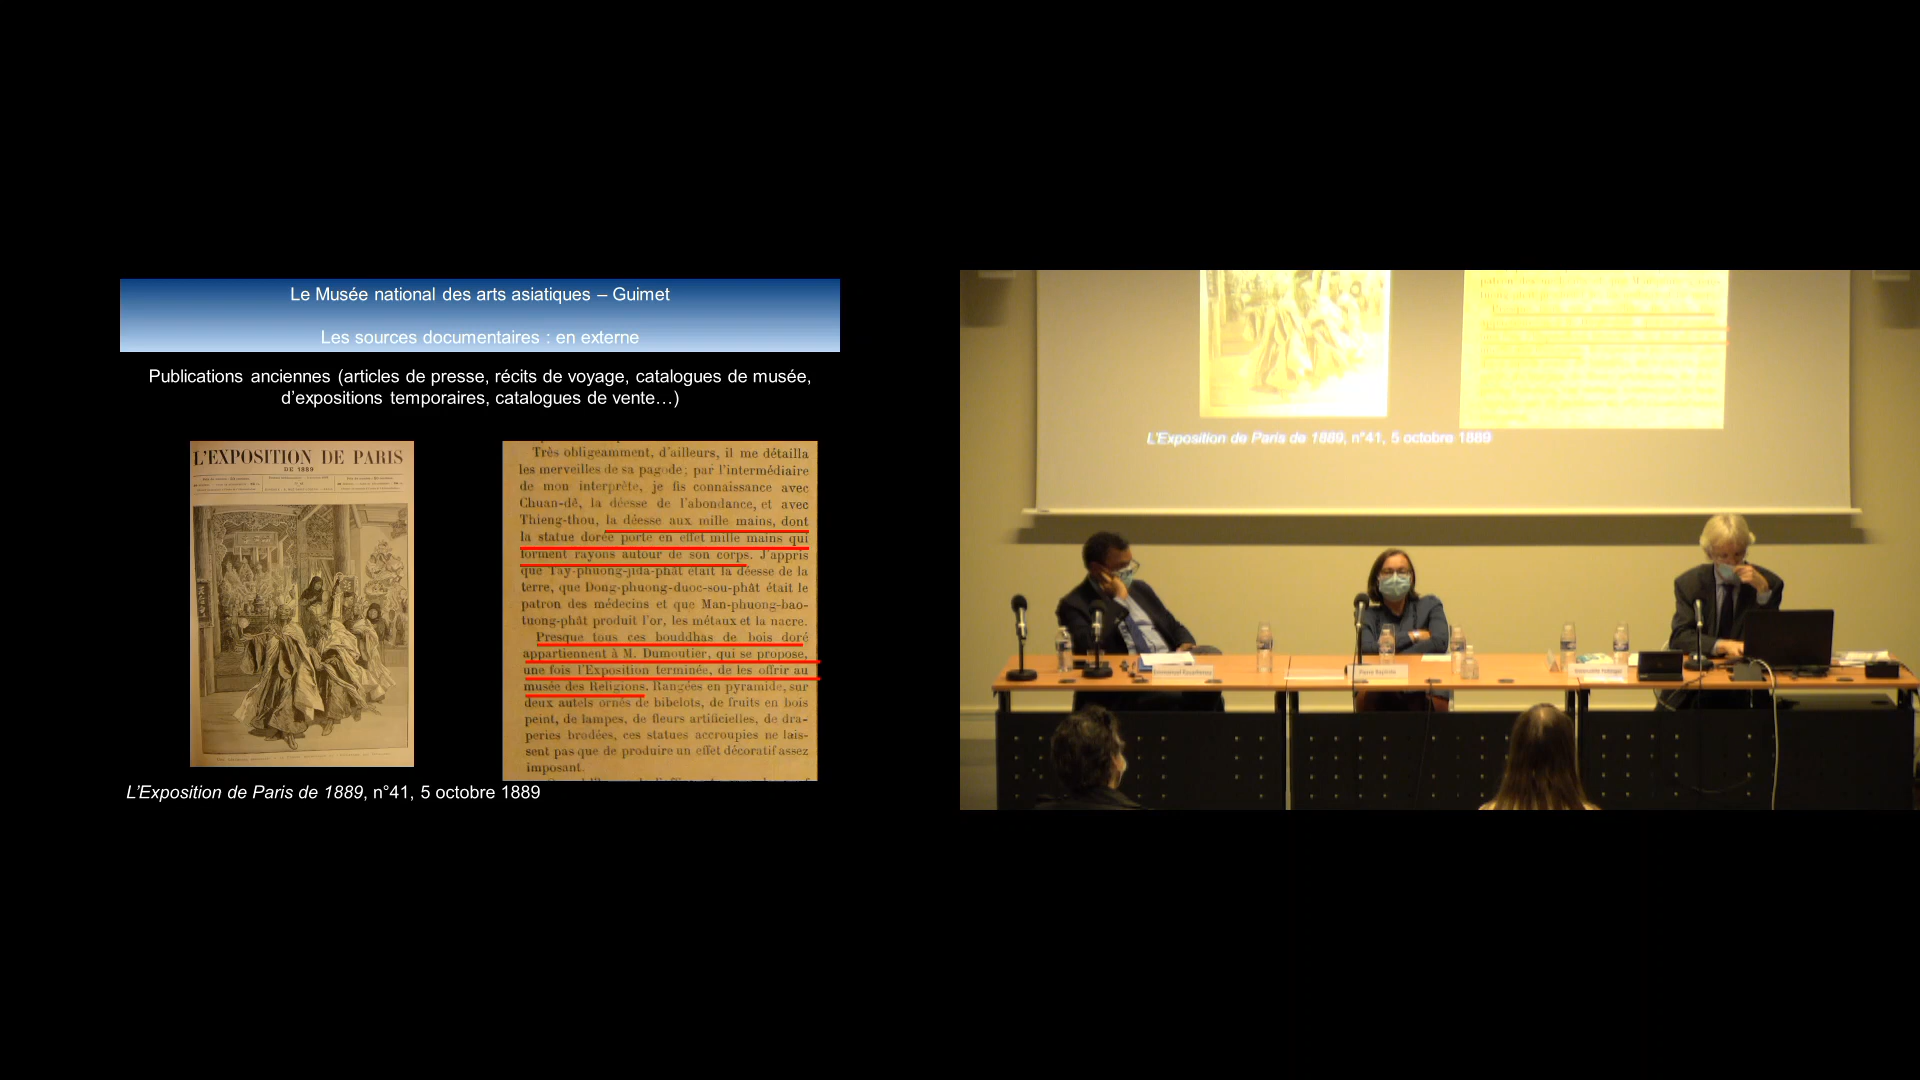 Le Musée national des arts asiatiques – Guimet
Les sources documentaires : en externe
Publications anciennes (articles de presse, récits de voyage, catalogues de musée,
d’expositions temporaires, catalogues de vente…)
L'EXPOSITION DE PARIS
DE 1889
Très obligeamment, d'ailleurs, il me détailla
les merveilles de sa pagode; par l'intermédiaire
de mon interprète, je fis connaissance avec
Chuan-dê, la déesse de l'abondance, et avec
Thieng-thou, la déesse aux mille mains, dont
la statue dorée porte en effet mille mains qui
forment rayons autour de son corps. J'appris
que Tay-phuong-jida-phât était la déesse de la
terre, que Dong-phuong-duoc-sou-phât était le
patron des médecins et que Man-phuong-bao-
tuong-phât produit l'or, les métaux et la nacre.
Presque tous ces bouddhas de bois doré
appartiennent à M. Dumoutier, qui se propose,
une fois l'Exposition terminée, de les offrir au
musée des Religions. Rangées en pyramide, sur
deux autels ornés de bibelots, de fruits en bois
peint, de lampes, de fleurs artificielles, de dra-
peries brodées, ces statues accroupies ne lais-
sent pas que de produire un effet décoratif assez
imposant.
L’Exposition de Paris de 1889, n°41, 5 octobre 1889
L'Exposition de Paris de 1889, n°41, 5 octobre 1889